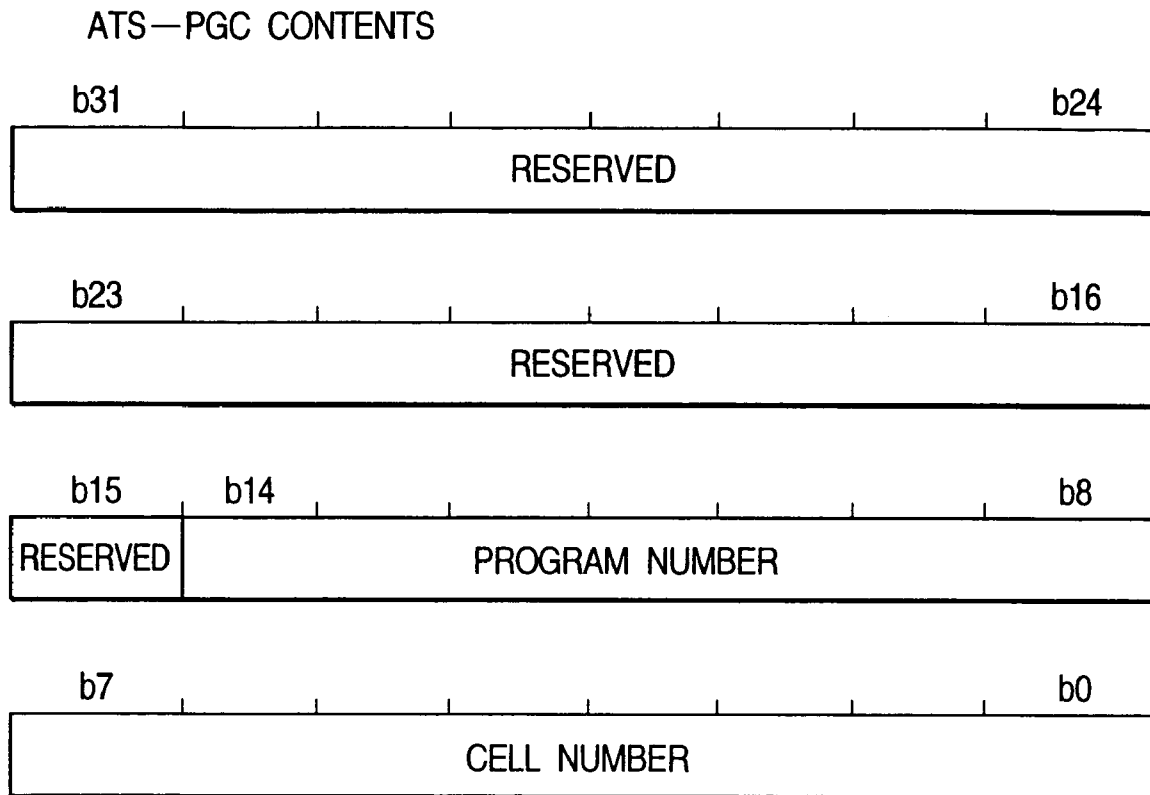 ATS—PGC CONTENTS
b31 b24
RESERVED
b23 b16
RESERVED
b15 b14 b8
RESERVED PROGRAM NUMBER
b7 b0
CELL NUMBER